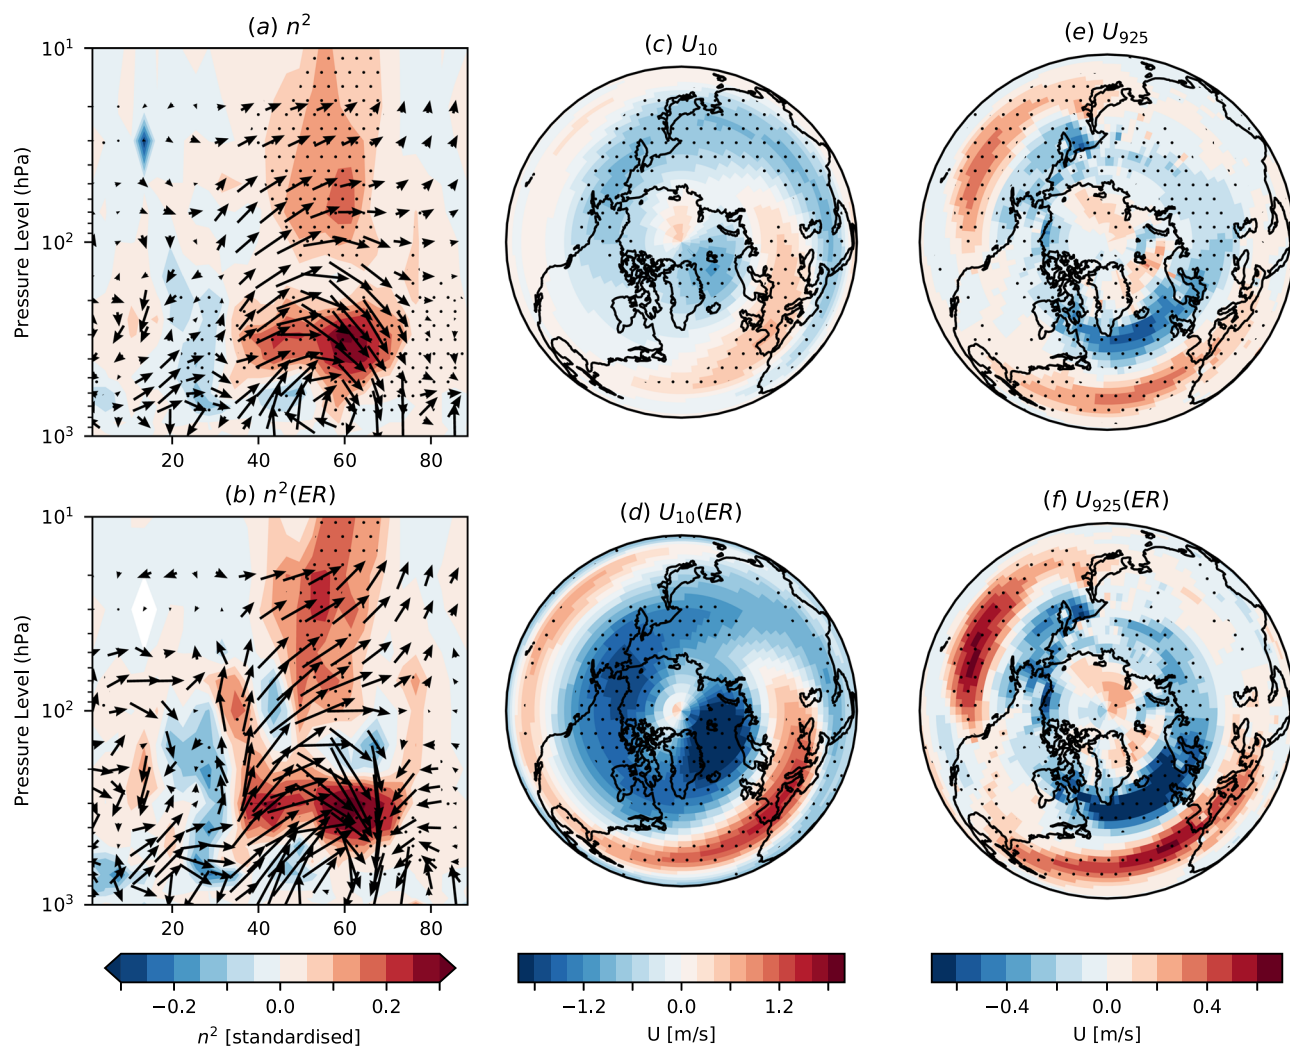 (a) n²
(c) U₁₀
(e) U₉₂₅
10¹
10²
10³
Pressure Level (hPa)
20 40 60 80
(b) n²(ER)
(d) U₁₀(ER)
(f) U₉₂₅(ER)
10¹
10²
10³
Pressure Level (hPa)
20 40 60 80
−0.2 0.0 0.2
n² [standardised]
−1.2 0.0 1.2
U [m/s]
−0.4 0.0 0.4
U [m/s]